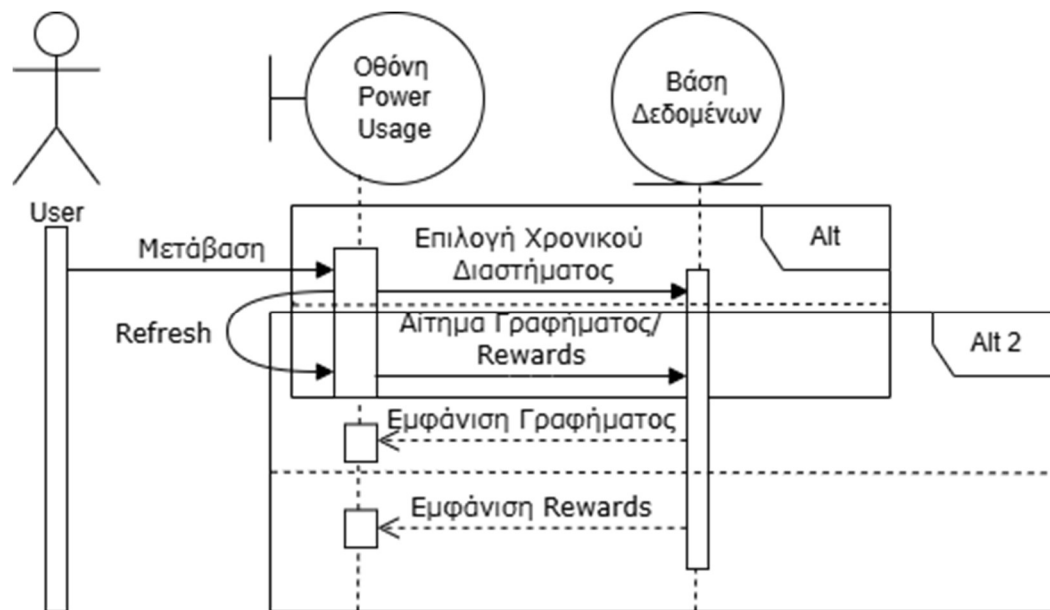 Οθόνη
Power
Usage
Βάση
Δεδομένων
User
Alt
Μετάβαση
Επιλογή Χρονικού
Διαστήματος
Refresh
Αίτημα Γραφήματος/
Rewards
Alt 2
Εμφάνιση Γραφήματος
Εμφάνιση Rewards